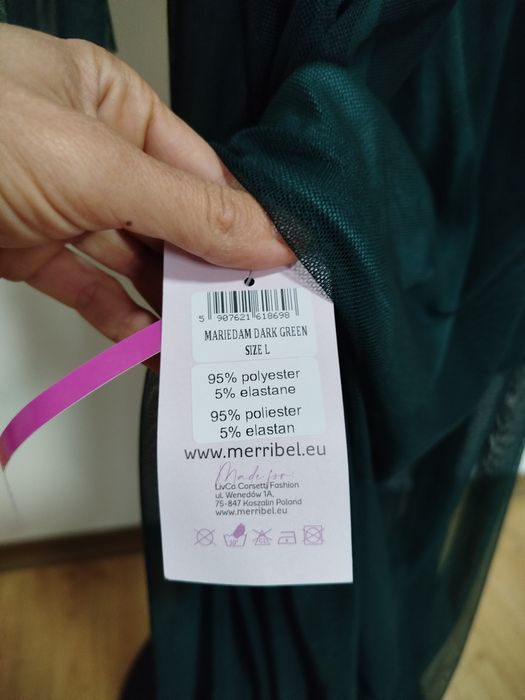 5 907621 618698
MARIEDAM DARK GREEN
SIZE L
95% polyester
5% elastane
95% poliester
5% elastan
www.merribel.eu
Made for:
LivCo Corsetti Fashion
ul. Wenedów 1A,
75-847 Koszalin Poland
www.merribel.eu